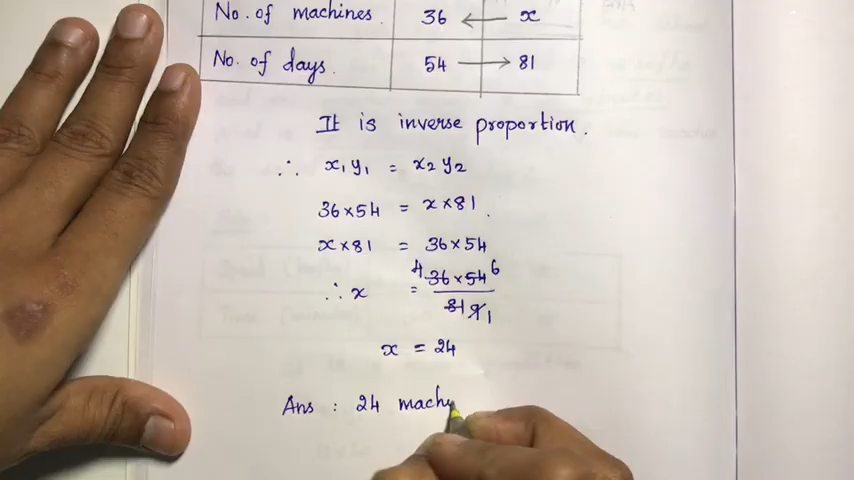 No. of machines. 36 ← x
No. of days. 54 → 81
It is inverse proportion.
∴ x₁y₁ = x₂y₂
36×54 = x×81.
x×81 = 36×54
∴ x = 4 36×54 6 / 81 9 1
x = 24
Ans : 24 machi